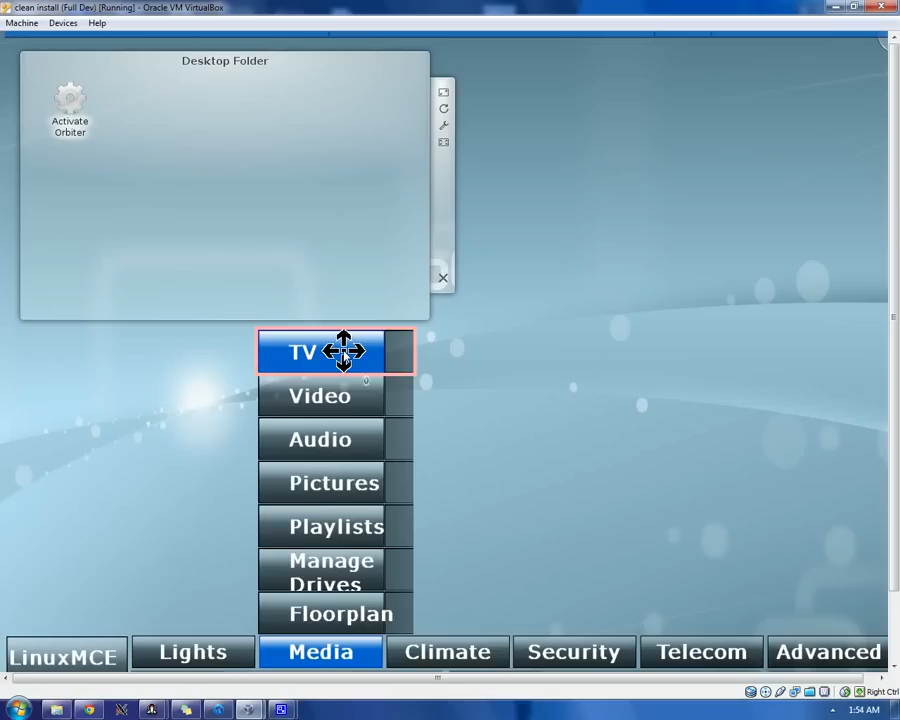 clean install (Full Dev) [Running] - Oracle VM VirtualBox
Machine Devices Help
Desktop Folder
Activate
Orbiter
TV
0
Video
Audio
Pictures
Playlists
Manage
Drives
Floorplan
LinuxMCE Lights Media Climate Security Telecom Advanced
Right Ctrl
1:54 AM